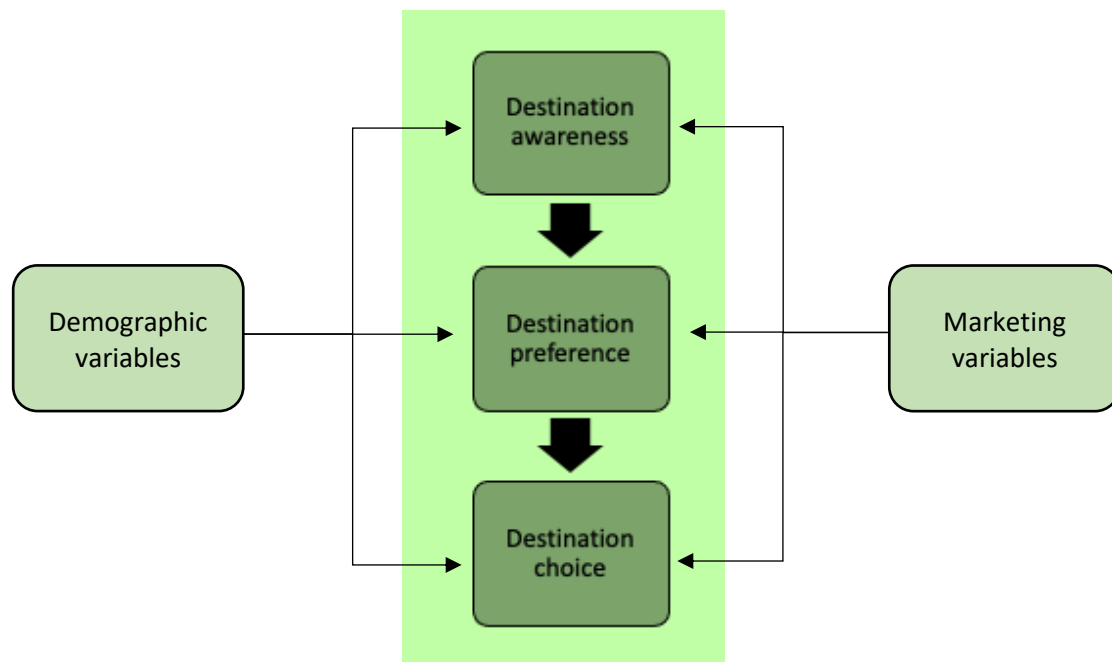 Destination
awareness
Demographic
variables
Destination
preference
Marketing
variables
Destination
choice